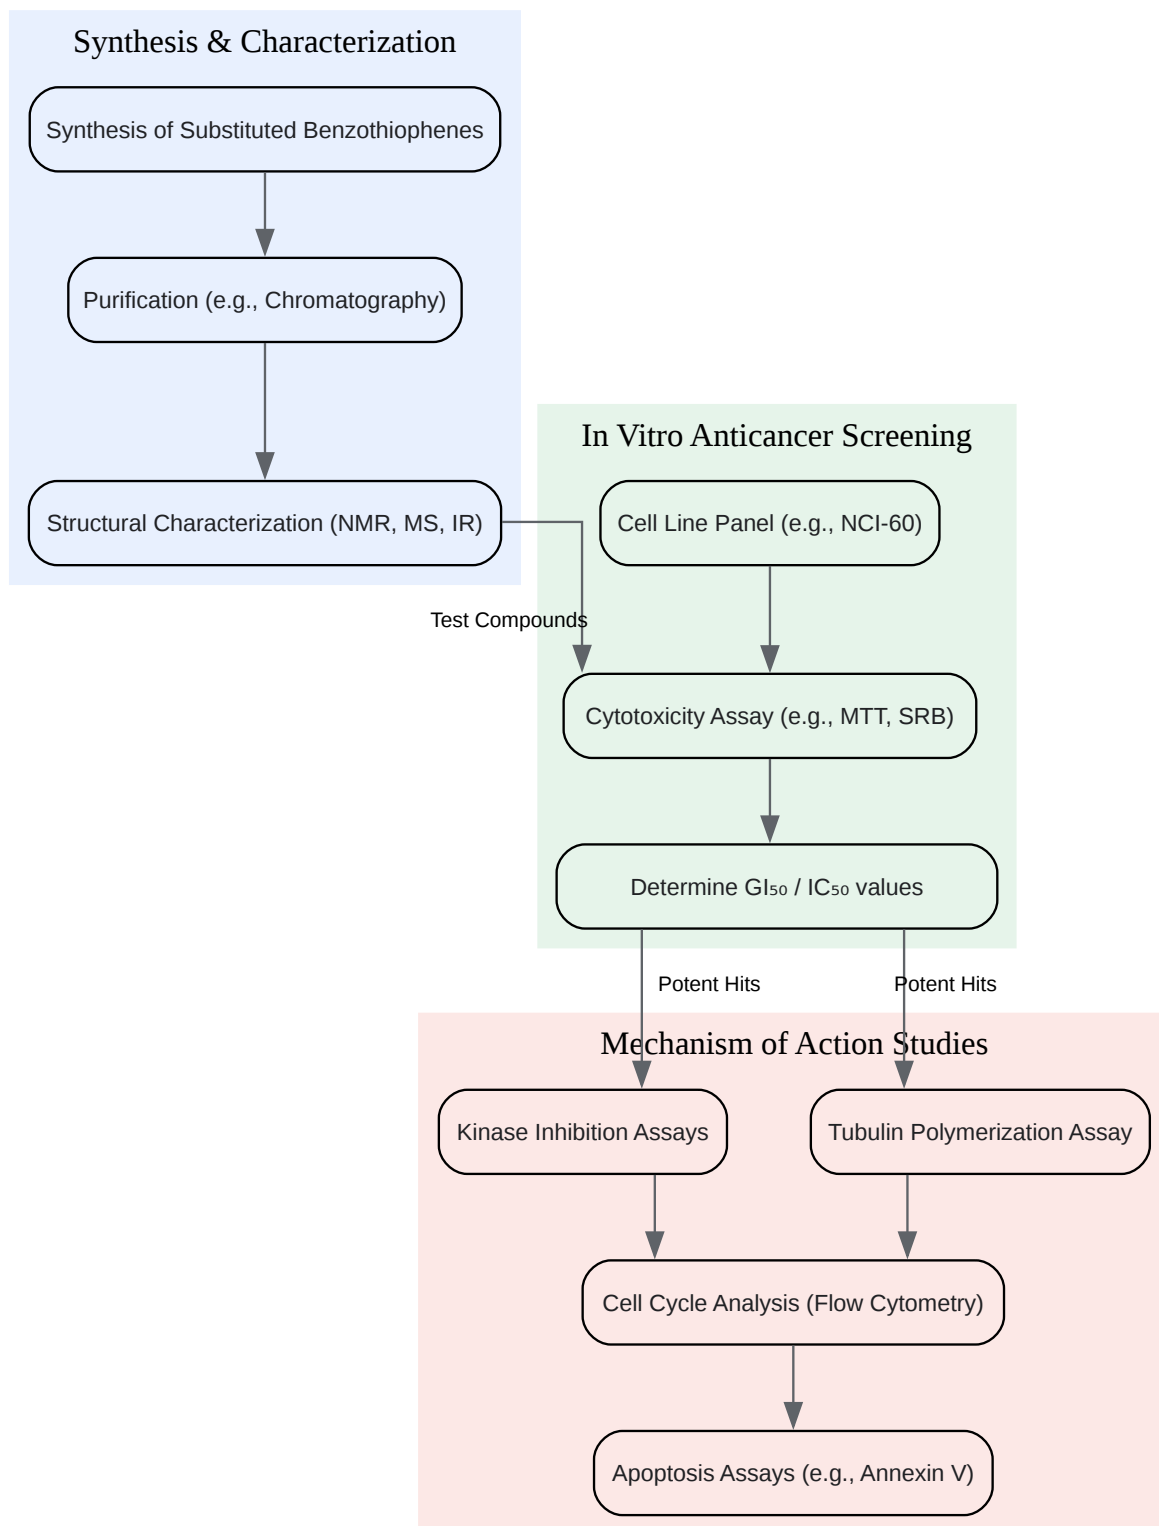 Synthesis & Characterization
Synthesis of Substituted Benzothiophenes
Purification (e.g., Chromatography)
Structural Characterization (NMR, MS, IR)
Test Compounds
In Vitro Anticancer Screening
Cell Line Panel (e.g., NCI-60)
Cytotoxicity Assay (e.g., MTT, SRB)
Determine GI₅₀ / IC₅₀ values
Potent Hits
Potent Hits
Mechanism of Action Studies
Kinase Inhibition Assays
Tubulin Polymerization Assay
Cell Cycle Analysis (Flow Cytometry)
Apoptosis Assays (e.g., Annexin V)